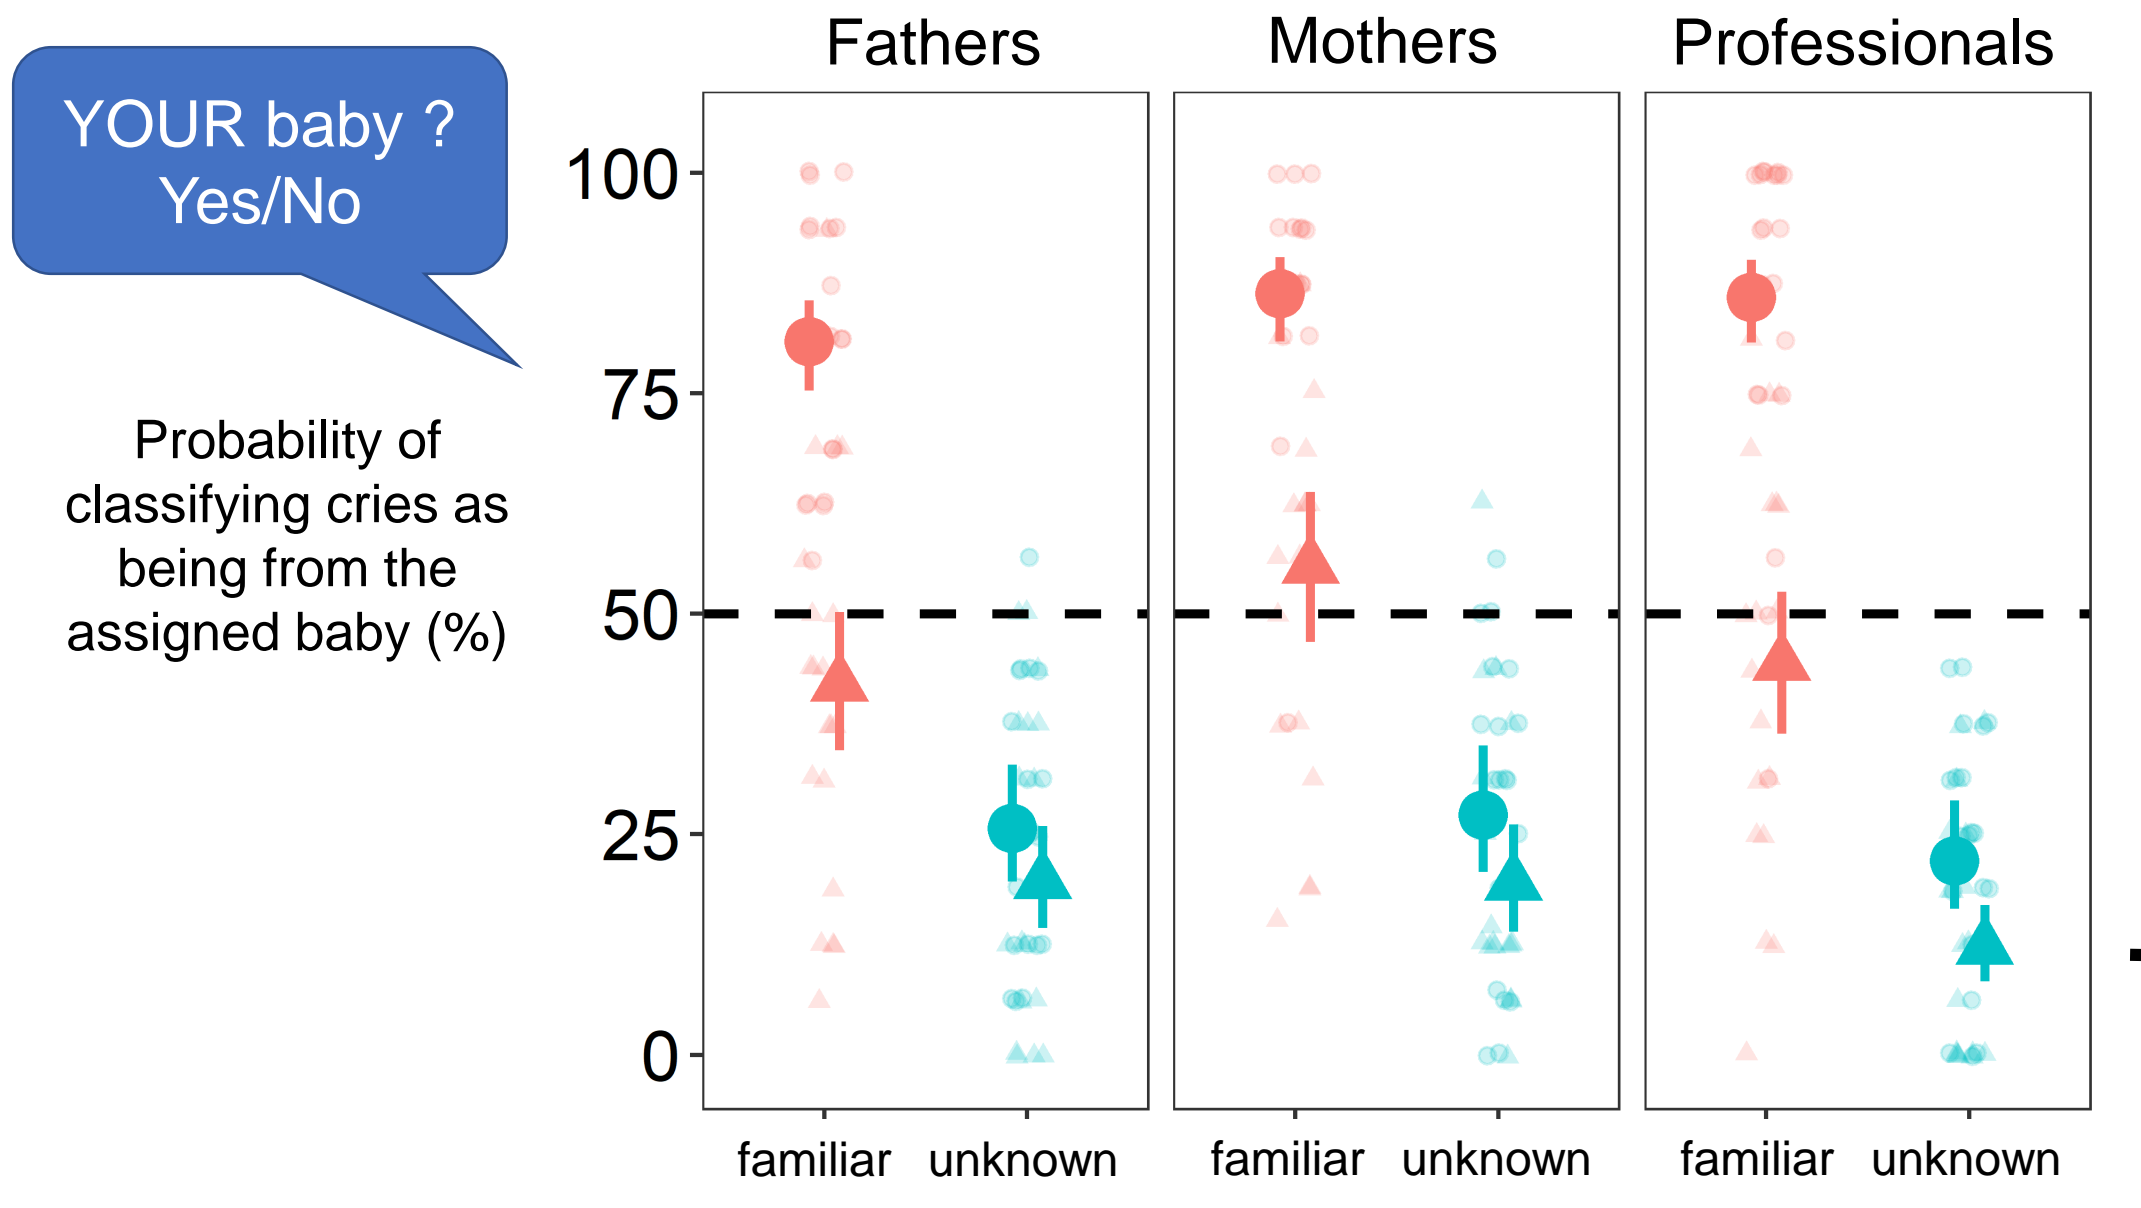 Fathers Mothers Professionals
YOUR baby ?
Yes/No
Probability of
classifying cries as
being from the
assigned baby (%)
100
75
50
25
0
familiar unknown familiar unknown familiar unknown